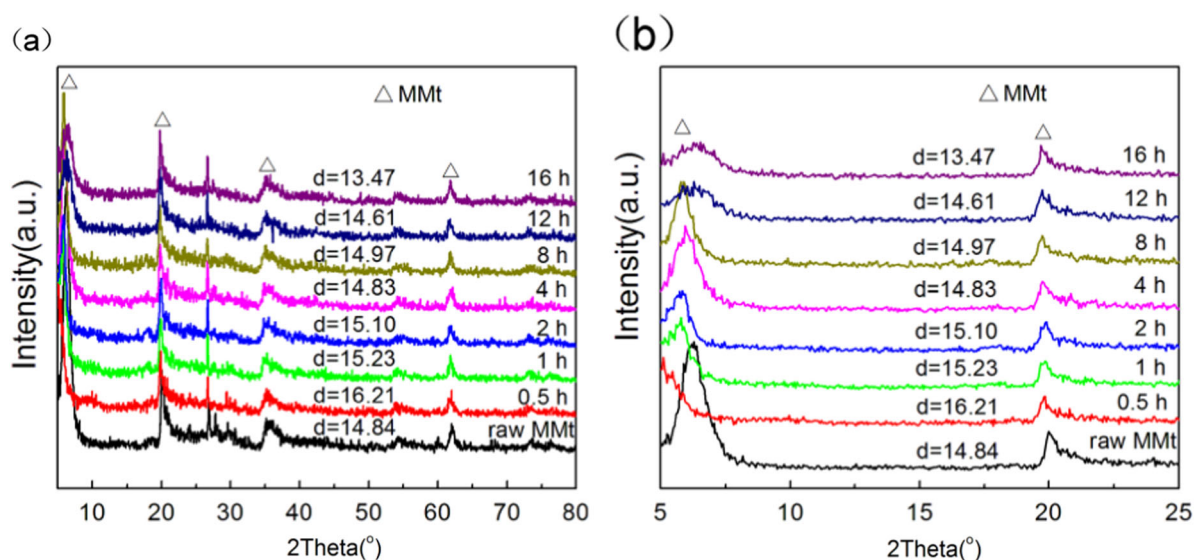 (a)
△ MMt
d=13.47 16 h
d=14.61 12 h
d=14.97 8 h
d=14.83 4 h
d=15.10 2 h
d=15.23 1 h
d=16.21 0.5 h
d=14.84 raw MMt
Intensity(a.u.)
10 20 30 40 50 60 70 80
2Theta(°)
(b)
△ MMt
d=13.47 16 h
d=14.61 12 h
d=14.97 8 h
d=14.83 4 h
d=15.10 2 h
d=15.23 1 h
d=16.21 0.5 h
d=14.84 raw MMt
Intensity(a.u.)
5 10 15 20 25
2Theta(°)